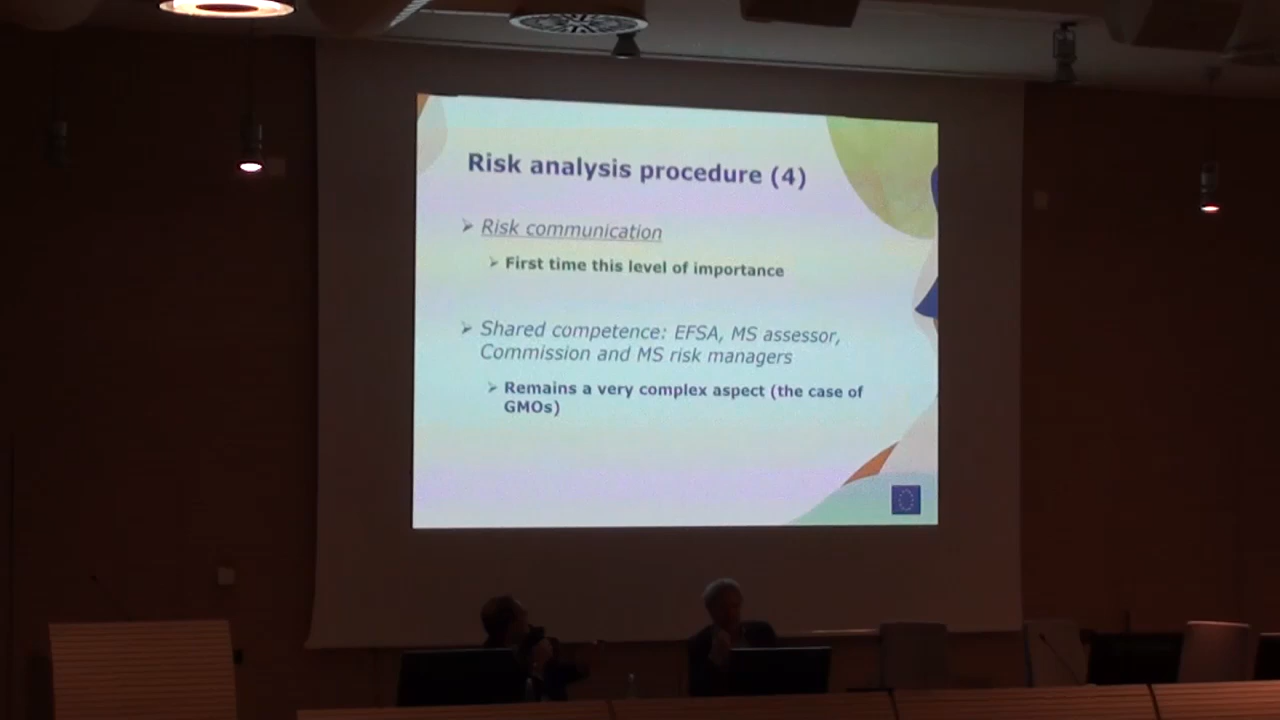 Risk analysis procedure (4)
➢ Risk communication
➢ First time this level of importance
➢ Shared competence: EFSA, MS assessor,
Commission and MS risk managers
➢ Remains a very complex aspect (the case of
GMOs)